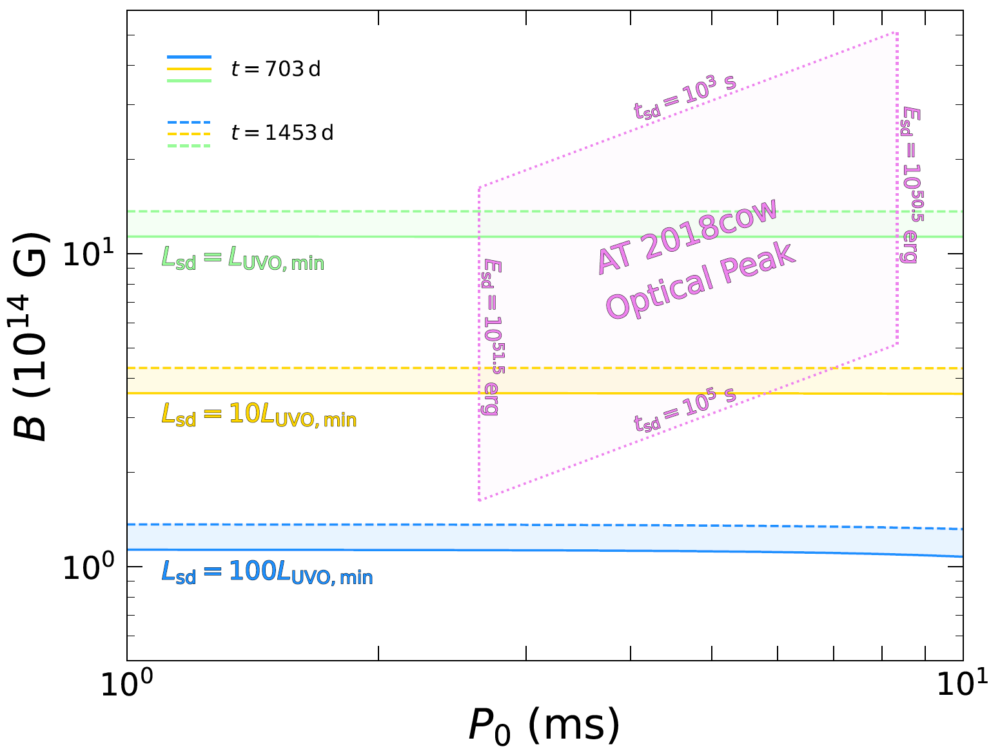 t = 703 d
t = 1453 d
t_sd = 10^3 s
E_sd = 10^50.5 erg
AT 2018cow
Optical Peak
L_sd = L_UVO, min
E_sd = 10^51.5 erg
L_sd = 10L_UVO, min
t_sd = 10^5 s
L_sd = 100L_UVO, min
B (10^14 G)
10^1
10^0
10^0
10^1
P_0 (ms)